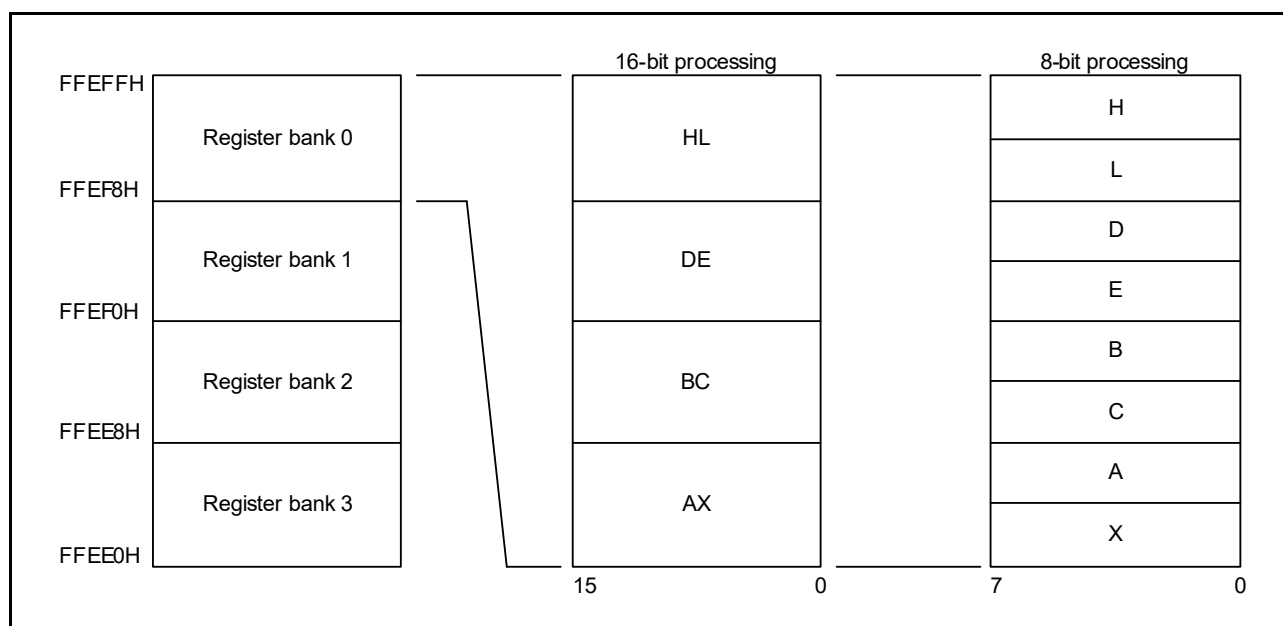 16-bit processing
8-bit processing
FFEFFH
Register bank 0
HL
H
L
FFEF8H
Register bank 1
DE
D
E
FFEF0H
Register bank 2
BC
B
C
FFEE8H
Register bank 3
AX
A
X
FFEE0H
15
0
7
0